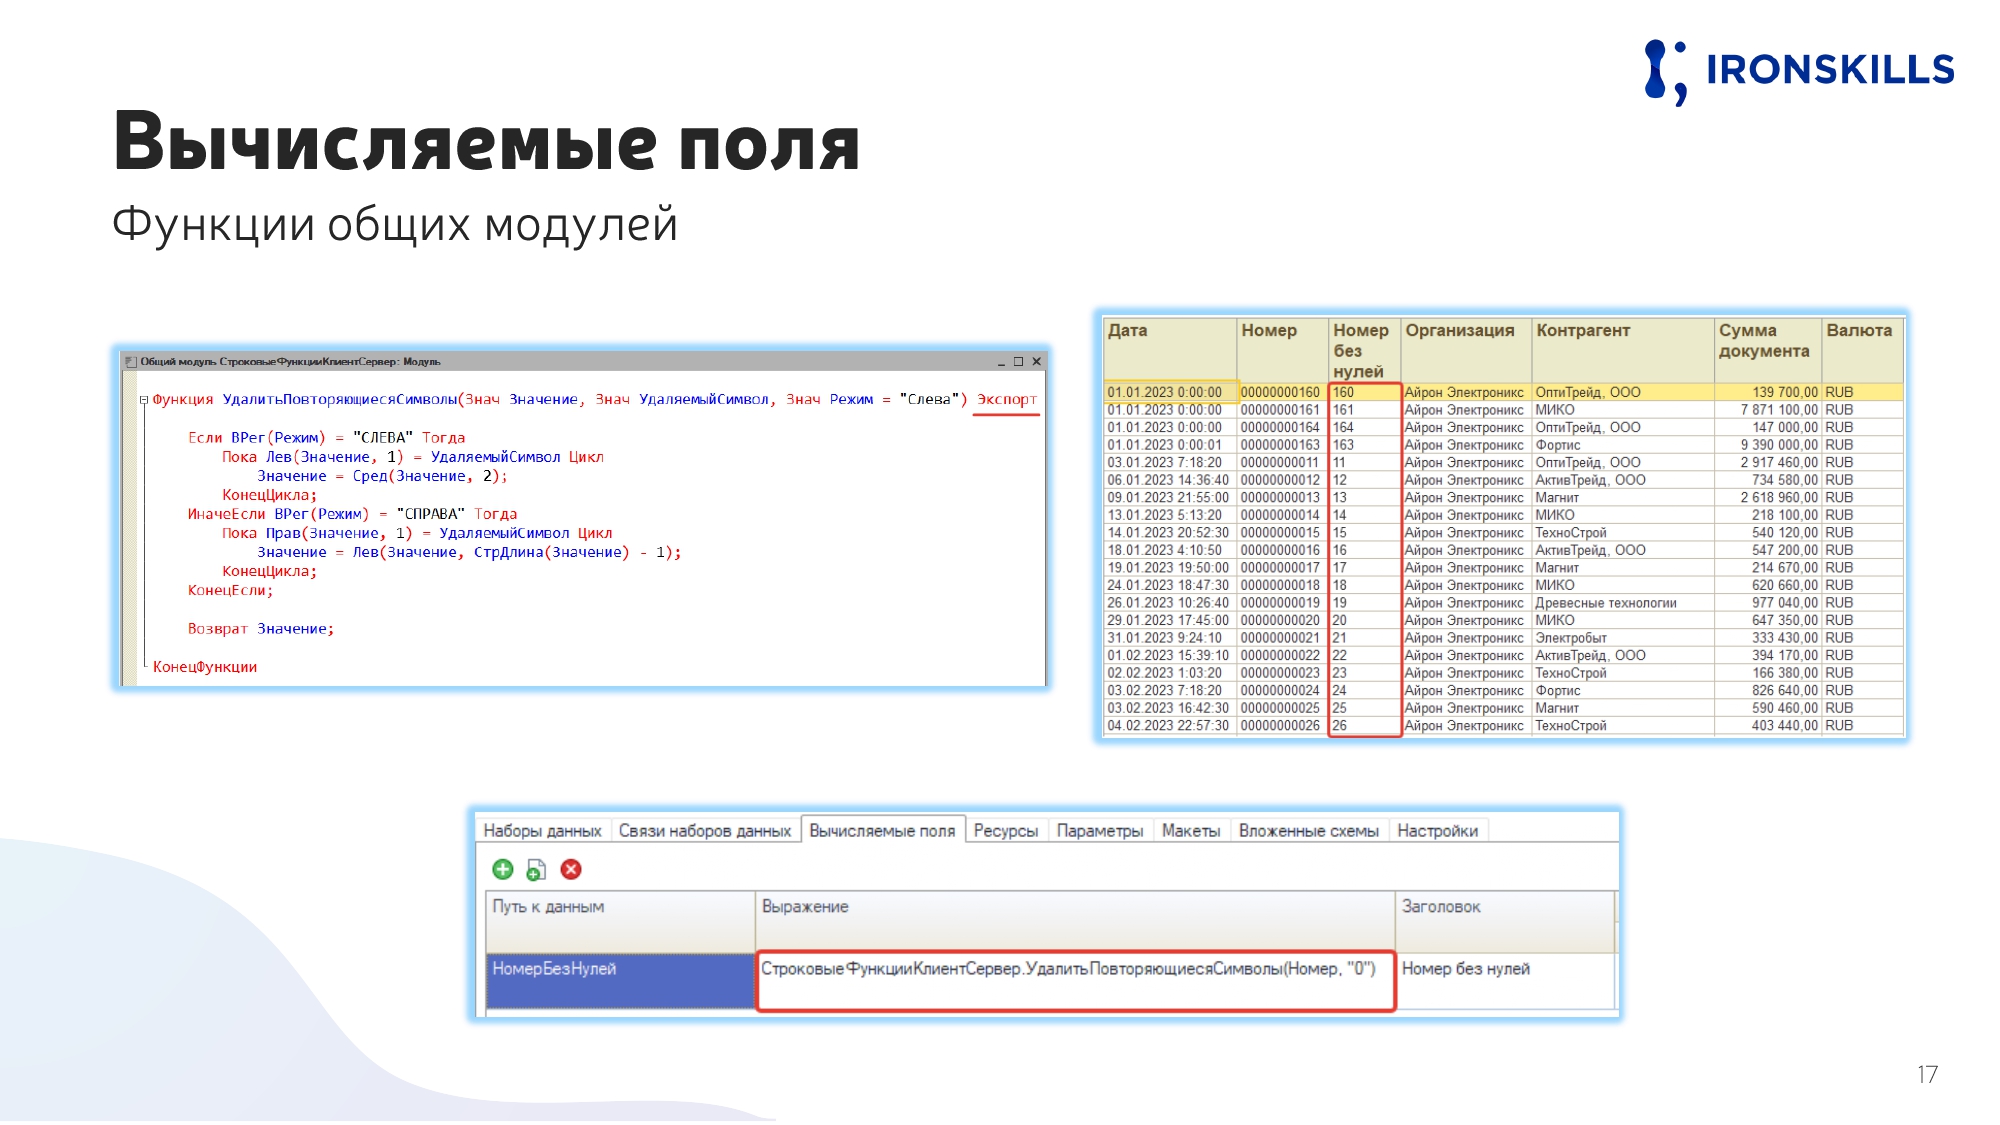 IRONSKILLS
Вычисляемые поля
Функции общих модулей
Общий модуль СтроковыеФункцииКлиентСервер: Модуль
Функция УдалитьПовторяющиесяСимволы(Знач Значение, Знач УдаляемыйСимвол, Знач Режим = "Слева") Экспорт
Если ВРег(Режим) = "СЛЕВА" Тогда
Пока Лев(Значение, 1) = УдаляемыйСимвол Цикл
Значение = Сред(Значение, 2);
КонецЦикла;
ИначеЕсли ВРег(Режим) = "СПРАВА" Тогда
Пока Прав(Значение, 1) = УдаляемыйСимвол Цикл
Значение = Лев(Значение, СтрДлина(Значение) - 1);
КонецЦикла;
КонецЕсли;
Возврат Значение;
КонецФункции
Дата Номер Номер без нулей Организация Контрагент Сумма документа Валюта
01.01.2023 0:00:00 00000000160 160 Айрон Электроникс ОптиТрейд, ООО 139 700,00 RUB
01.01.2023 0:00:00 00000000161 161 Айрон Электроникс МИКО 7 871 100,00 RUB
01.01.2023 0:00:00 00000000164 164 Айрон Электроникс ОптиТрейд, ООО 147 000,00 RUB
01.01.2023 0:00:01 00000000163 163 Айрон Электроникс Фортис 9 390 000,00 RUB
03.01.2023 7:18:20 00000000011 11 Айрон Электроникс ОптиТрейд, ООО 2 917 460,00 RUB
06.01.2023 14:36:40 00000000012 12 Айрон Электроникс АктивТрейд, ООО 734 580,00 RUB
09.01.2023 21:55:00 00000000013 13 Айрон Электроникс Магнит 2 618 960,00 RUB
13.01.2023 5:13:20 00000000014 14 Айрон Электроникс МИКО 218 100,00 RUB
14.01.2023 20:52:30 00000000015 15 Айрон Электроникс ТехноСтрой 540 120,00 RUB
18.01.2023 4:10:50 00000000016 16 Айрон Электроникс АктивТрейд, ООО 547 200,00 RUB
19.01.2023 19:50:00 00000000017 17 Айрон Электроникс Магнит 214 670,00 RUB
24.01.2023 18:47:30 00000000018 18 Айрон Электроникс МИКО 620 660,00 RUB
26.01.2023 10:26:40 00000000019 19 Айрон Электроникс Древесные технологии 977 040,00 RUB
29.01.2023 17:45:00 00000000020 20 Айрон Электроникс МИКО 647 350,00 RUB
31.01.2023 9:24:10 00000000021 21 Айрон Электроникс Электробыт 333 430,00 RUB
01.02.2023 15:39:10 00000000022 22 Айрон Электроникс АктивТрейд, ООО 394 170,00 RUB
02.02.2023 1:03:20 00000000023 23 Айрон Электроникс ТехноСтрой 166 380,00 RUB
03.02.2023 7:18:20 00000000024 24 Айрон Электроникс Фортис 826 640,00 RUB
03.02.2023 16:42:30 00000000025 25 Айрон Электроникс Магнит 590 460,00 RUB
04.02.2023 22:57:30 00000000026 26 Айрон Электроникс ТехноСтрой 403 440,00 RUB
Наборы данных Связи наборов данных Вычисляемые поля Ресурсы Параметры Макеты Вложенные схемы Настройки
Путь к данным Выражение Заголовок
НомерБезНулей СтроковыеФункцииКлиентСервер.УдалитьПовторяющиесяСимволы(Номер, "0") Номер без нулей
17